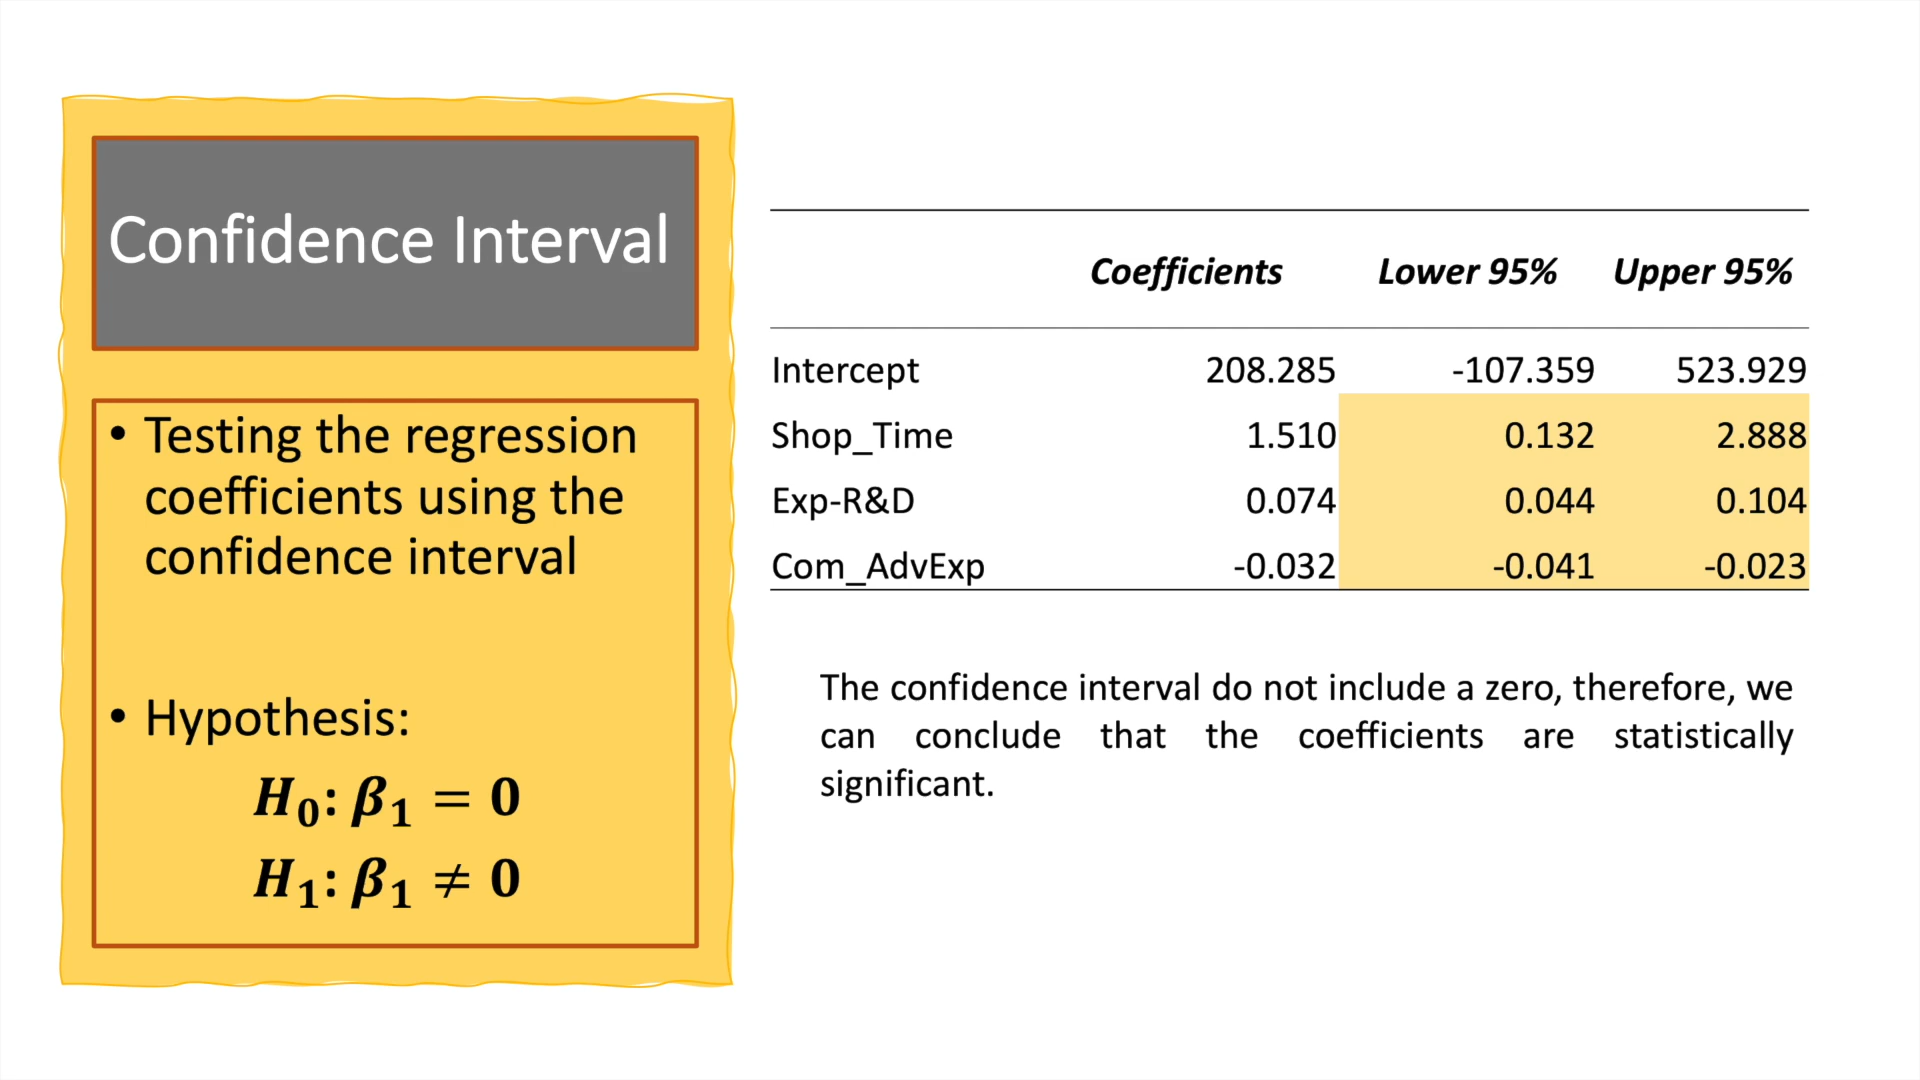 Confidence Interval
• Testing the regression
coefficients using the
confidence interval
• Hypothesis:
H₀: β₁ = 0
H₁: β₁ ≠ 0
Coefficients Lower 95% Upper 95%
Intercept 208.285 -107.359 523.929
Shop_Time 1.510 0.132 2.888
Exp-R&D 0.074 0.044 0.104
Com_AdvExp -0.032 -0.041 -0.023
The confidence interval do not include a zero, therefore, we
can conclude that the coefficients are statistically
significant.